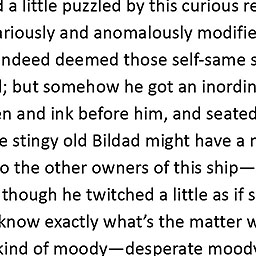 a little puzzled by this curious re
ariously and anomalously modifie
indeed deemed those self-same s
; but somehow he got an inordin
en and ink before him, and seated
e stingy old Bildad might have a r
o the other owners of this ship—
though he twitched a little as if s
know exactly what's the matter w
kind of moody—desperate moody